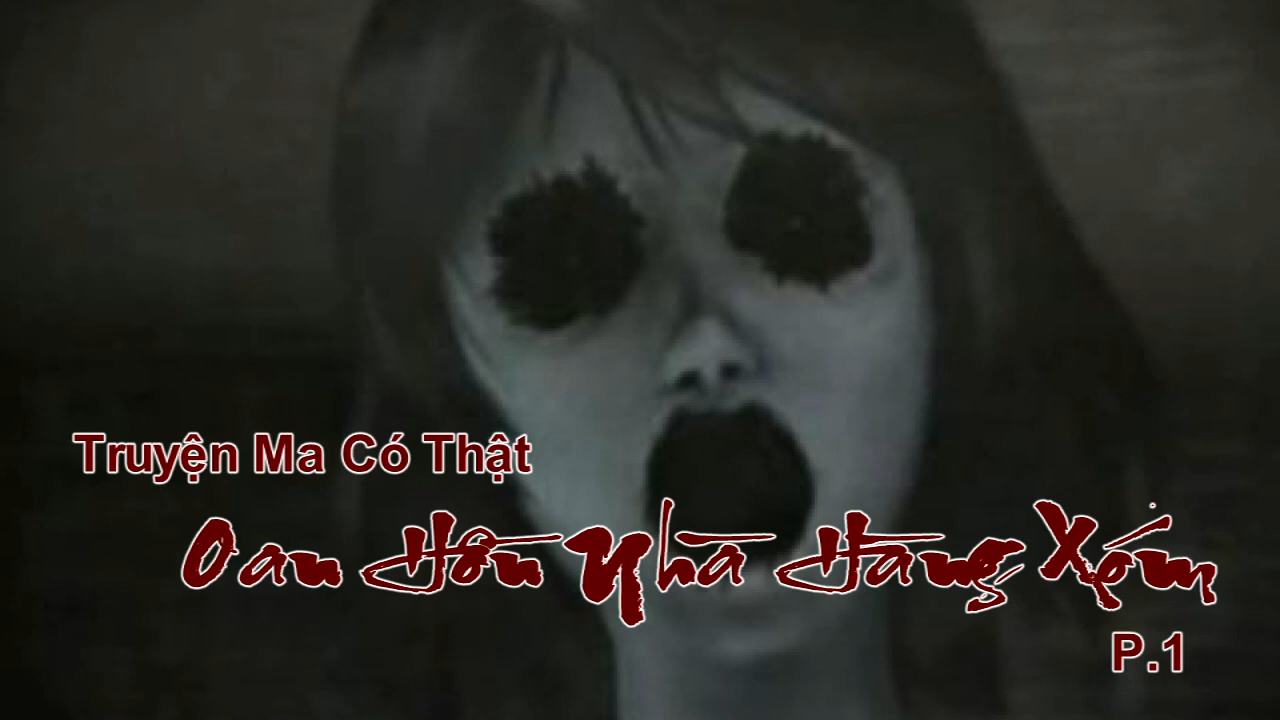 Truyện Ma Có Thật
Oan Hồn Nhà Hàng Xóm
P.1